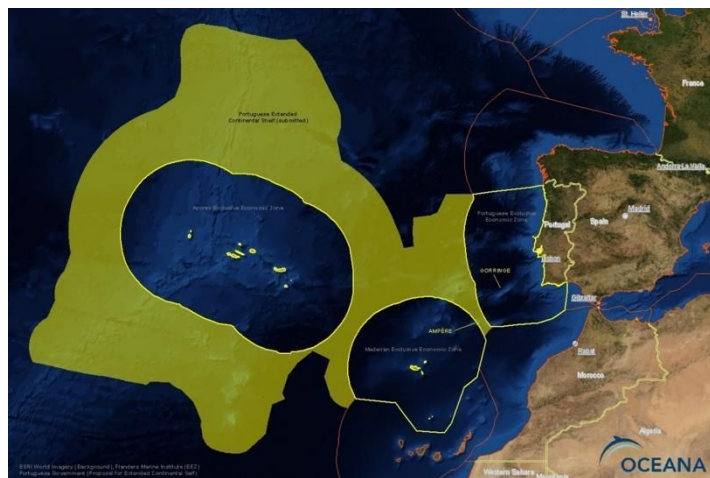 St. Helier
France
Portuguese Extended
Continental Shelf (submitted)
Andorra La Vella
Azores Exclusive Economic Zone
Portuguese Exclusive
Economic Zone
Portugal
Spain
Madrid
Lisbon
GORRINGE
Gibraltar
AMPÈRE
Madeiran Exclusive Economic Zone
Rabat
Morocco
Algeria
OCEANA
ESRI World Imagery (Background), Flanders Marine Institute (EEZ)
Portuguese Government (Proposal for Extended Continental Self)
Western Sahara